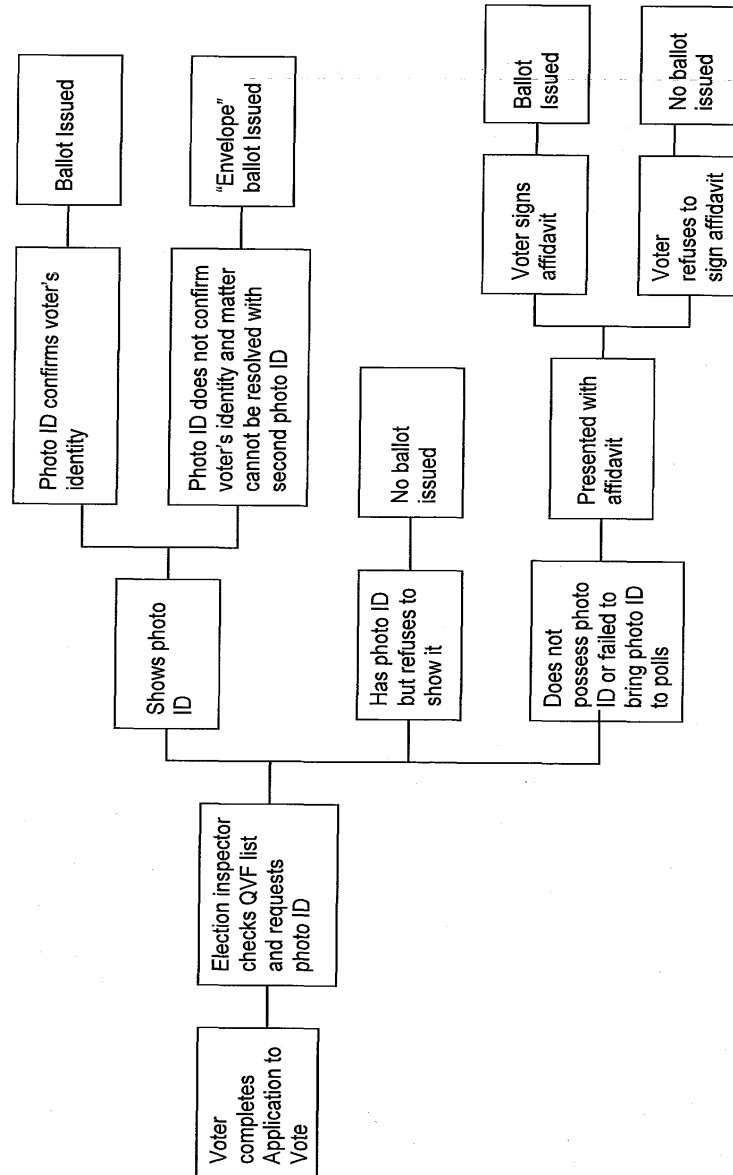 Voter
completes
Application to
Vote
Election inspector
checks QVF list
and requests
photo ID
Shows photo
ID
Photo ID confirms voter's
identity
Ballot Issued
Photo ID does not confirm
voter's identity and matter
cannot be resolved with
second photo ID
"Envelope"
ballot Issued
Has photo ID
but refuses to
show it
No ballot
issued
Does not
possess photo
ID or failed to
bring photo ID
to polls
Presented with
affidavit
Voter signs
affidavit
Ballot
Issued
Voter
refuses to
sign affidavit
No ballot
issued